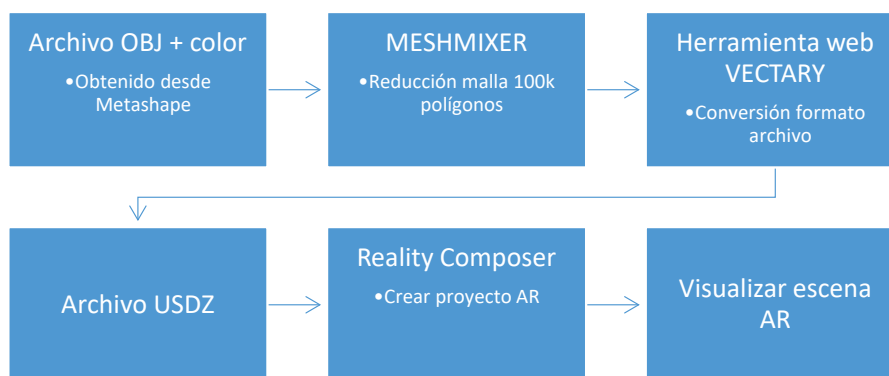 Archivo OBJ + color
•Obtenido desde
Metashape
MESHMIXER
•Reducción malla 100k
polígonos
Herramienta web
VECTARY
•Conversión formato
archivo
Archivo USDZ
Reality Composer
•Crear proyecto AR
Visualizar escena
AR